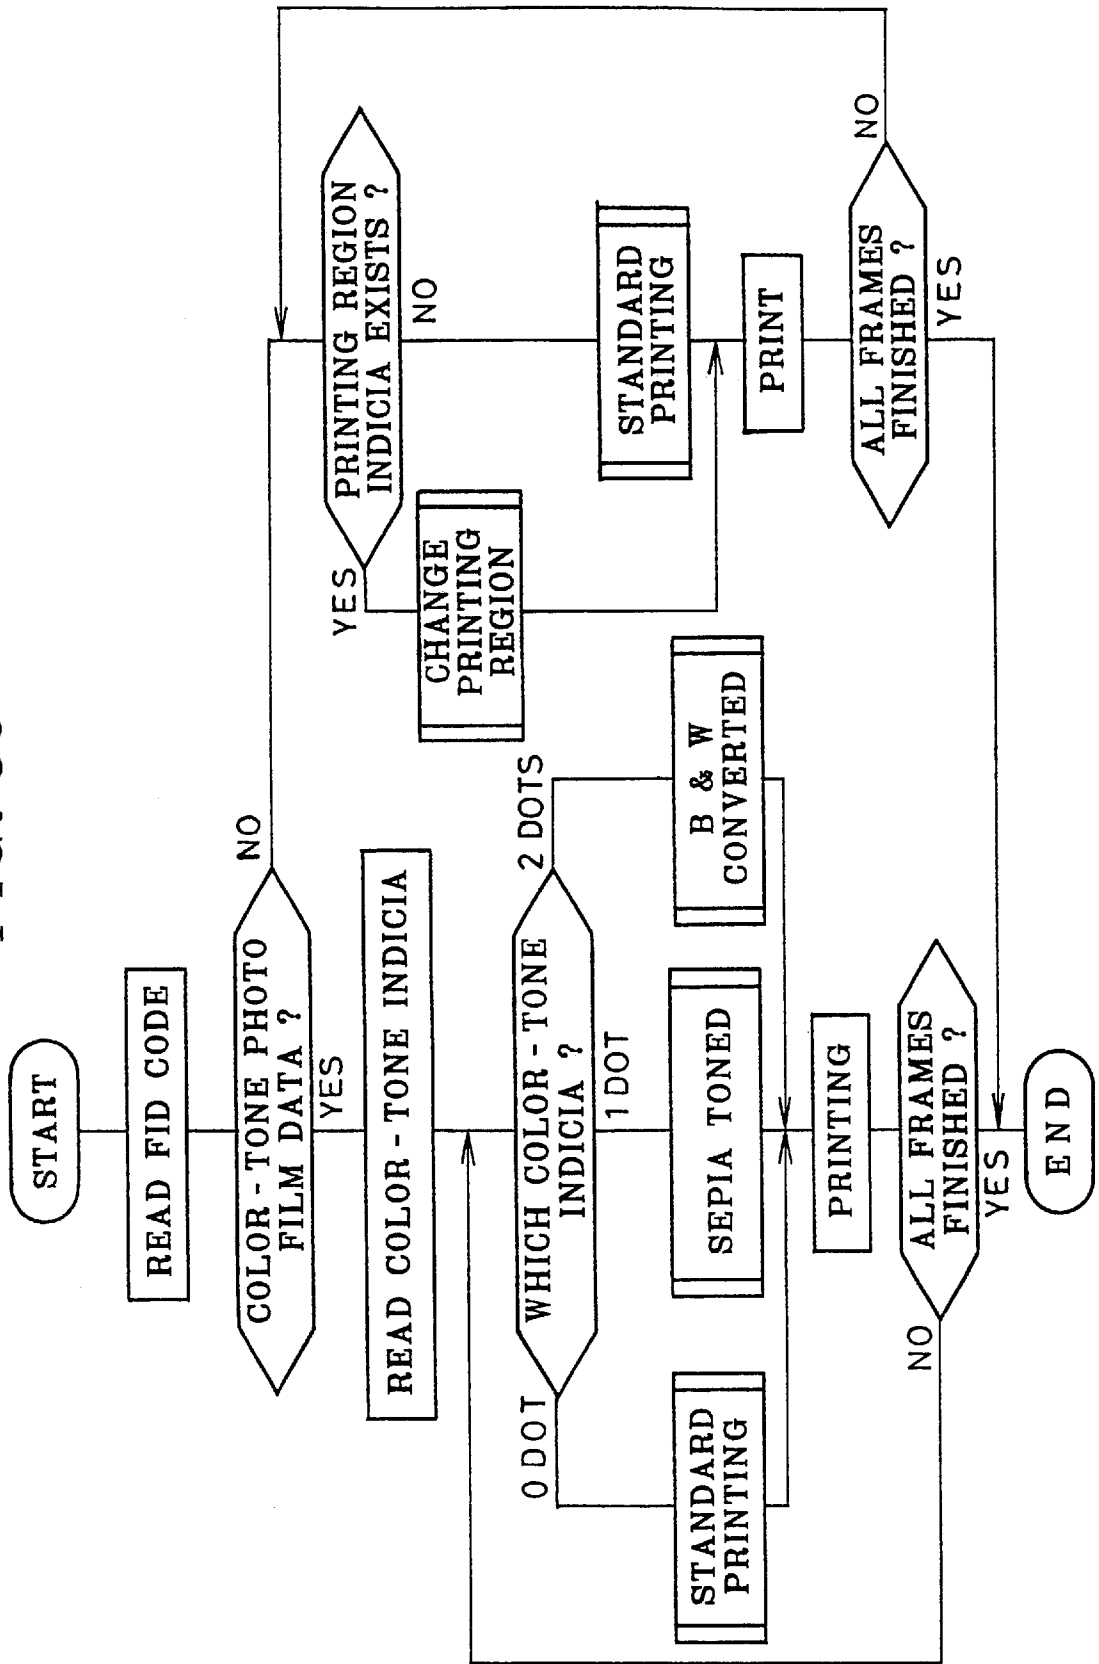 START
READ FID CODE
COLOR-TONE PHOTO
FILM DATA ?
NO
YES
READ COLOR-TONE INDICIA
WHICH COLOR-TONE
INDICIA ?
0 DOT
1 DOT
2 DOTS
STANDARD
PRINTING
SEPIA TONED
B & W
CONVERTED
PRINTING
ALL FRAMES
FINISHED ?
NO
YES
END
PRINTING REGION
INDICIA EXISTS ?
YES
NO
CHANGE
PRINTING
REGION
STANDARD
PRINTING
PRINT
ALL FRAMES
FINISHED ?
NO
YES